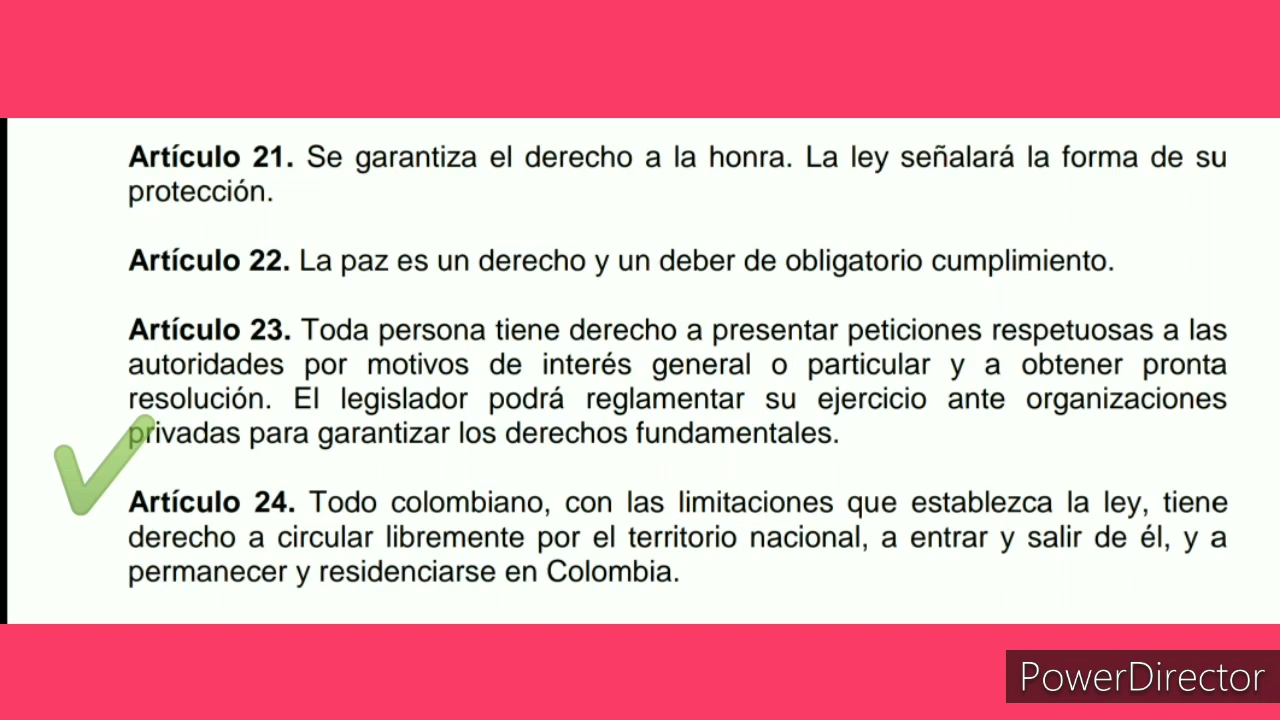 Artículo 21. Se garantiza el derecho a la honra. La ley señalará la forma de su
protección.
Artículo 22. La paz es un derecho y un deber de obligatorio cumplimiento.
Artículo 23. Toda persona tiene derecho a presentar peticiones respetuosas a las
autoridades por motivos de interés general o particular y a obtener pronta
resolución. El legislador podrá reglamentar su ejercicio ante organizaciones
privadas para garantizar los derechos fundamentales.
Artículo 24. Todo colombiano, con las limitaciones que establezca la ley, tiene
derecho a circular libremente por el territorio nacional, a entrar y salir de él, y a
permanecer y residenciarse en Colombia.
PowerDirector